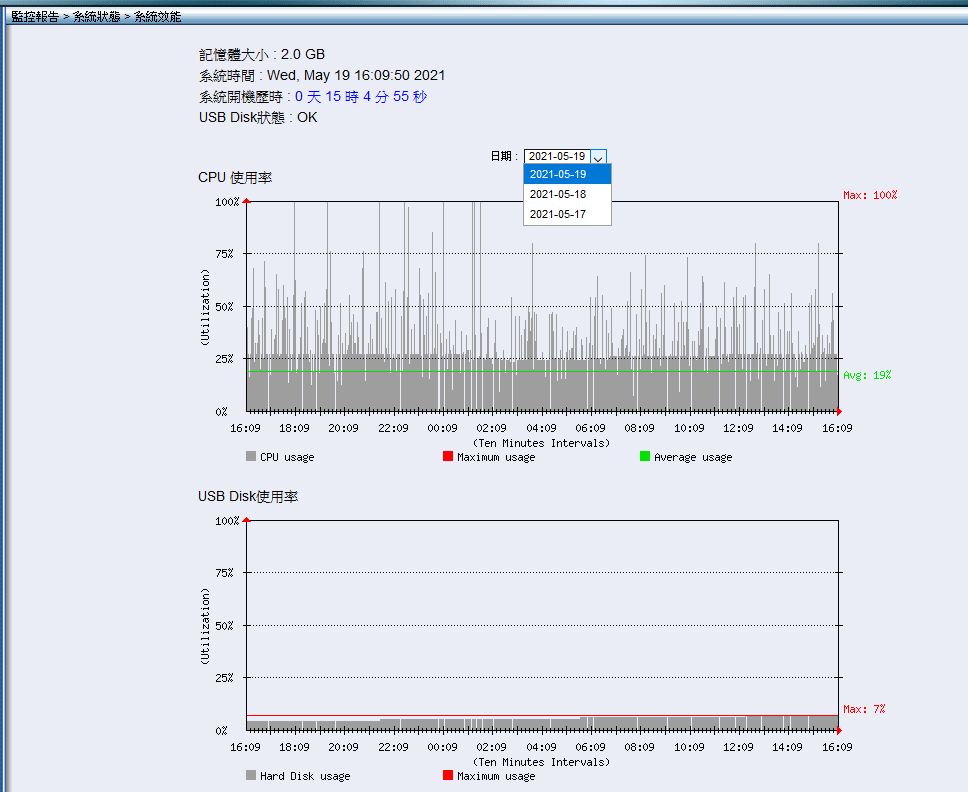 監控報告 > 系統狀態 > 系統效能
記憶體大小 : 2.0 GB
系統時間 : Wed, May 19 16:09:50 2021
系統開機歷時 : 0 天 15 時 4 分 55 秒
USB Disk狀態 : OK
日期 : 2021-05-19
2021-05-19
2021-05-18
2021-05-17
CPU 使用率
100%
Max: 100%
75%
(Utilization)
50%
25%
Avg: 19%
0%
16:09 18:09 20:09 22:09 00:09 02:09 04:09 06:09 08:09 10:09 12:09 14:09 16:09
(Ten Minutes Intervals)
CPU usage Maximum usage Average usage
USB Disk使用率
100%
75%
(Utilization)
50%
25%
Max: 7%
0%
16:09 18:09 20:09 22:09 00:09 02:09 04:09 06:09 08:09 10:09 12:09 14:09 16:09
(Ten Minutes Intervals)
Hard Disk usage Maximum usage